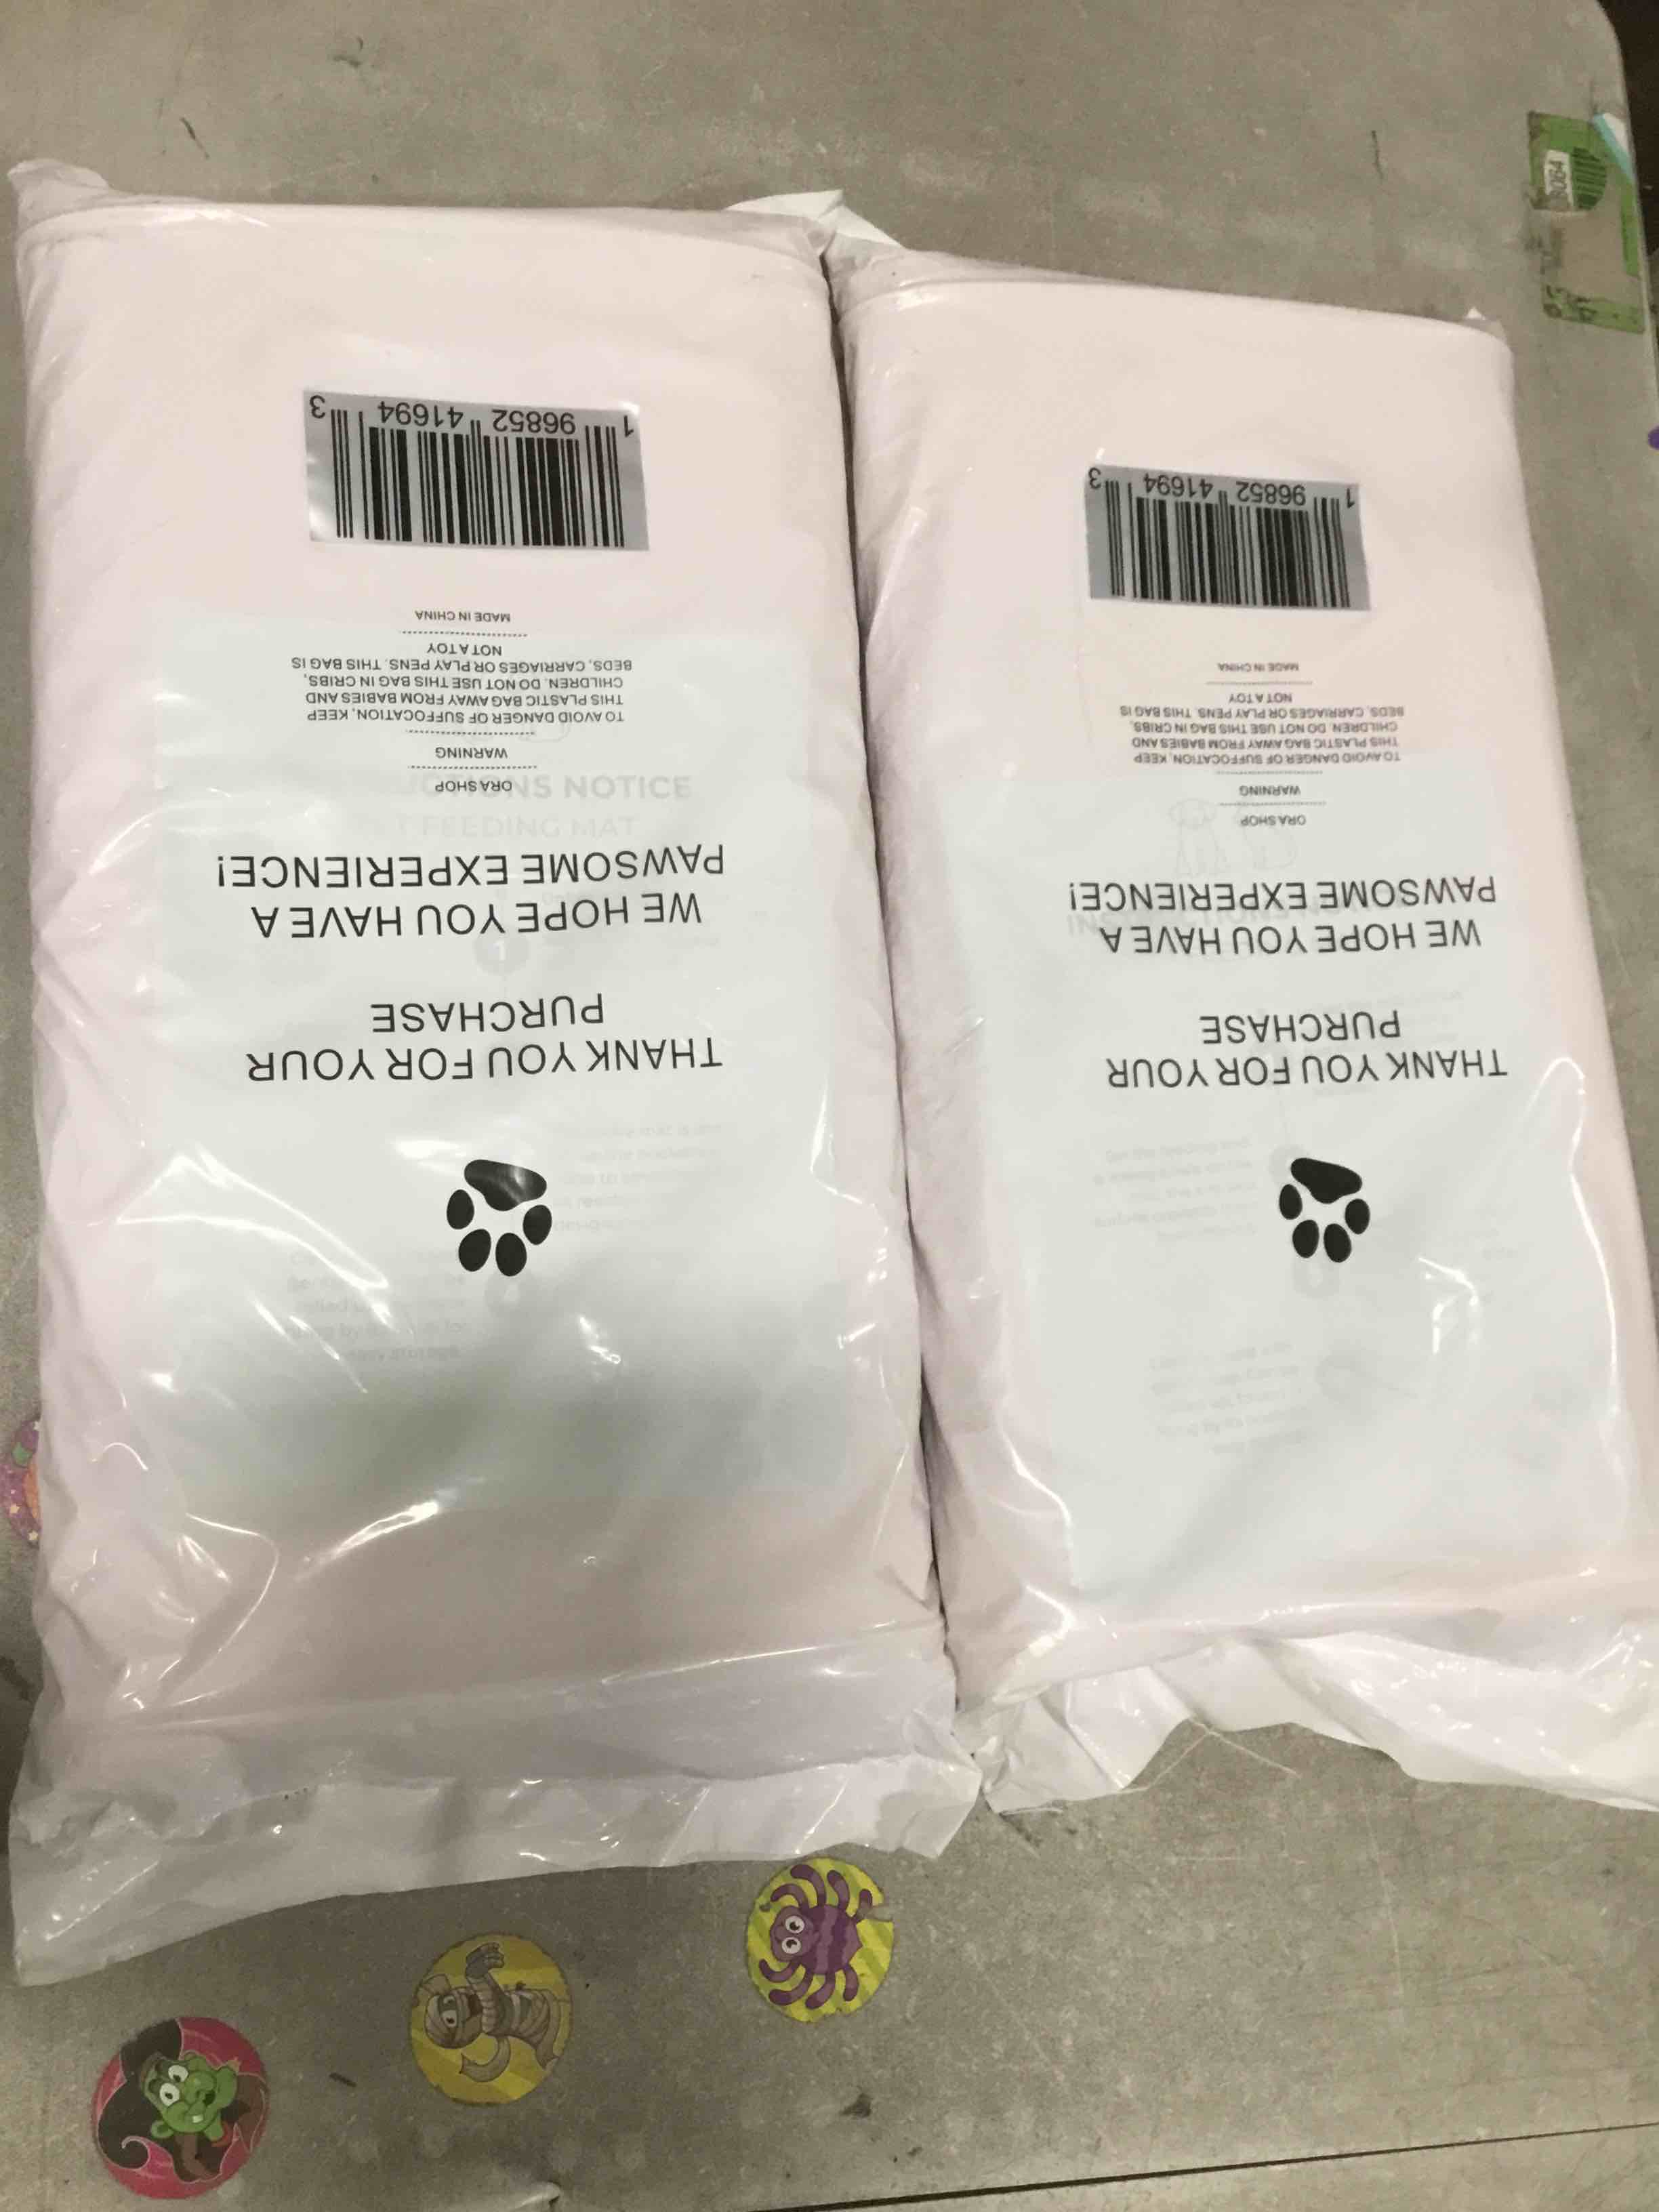 THANK YOU FOR YOUR
PURCHASE
WE HOPE YOU HAVE A
PAWSOME EXPERIENCE!
ORA SHOP
WARNING
TO AVOID DANGER OF SUFFOCATION, KEEP
THIS PLASTIC BAG AWAY FROM BABIES AND
CHILDREN. DO NOT USE THIS BAG IN CRIBS,
BEDS, CARRIAGES OR PLAY PENS. THIS BAG IS
NOT A TOY
MADE IN CHINA
1 96852 41694 3
NOTICE
FEEDING MAT
1
THANK YOU FOR YOUR
PURCHASE
WE HOPE YOU HAVE A
PAWSOME EXPERIENCE!
ORA SHOP
WARNING
TO AVOID DANGER OF SUFFOCATION, KEEP
THIS PLASTIC BAG AWAY FROM BABIES AND
CHILDREN. DO NOT USE THIS BAG IN CRIBS,
BEDS, CARRIAGES OR PLAY PENS. THIS BAG IS
NOT A TOY
MADE IN CHINA
1 96852 41694 3